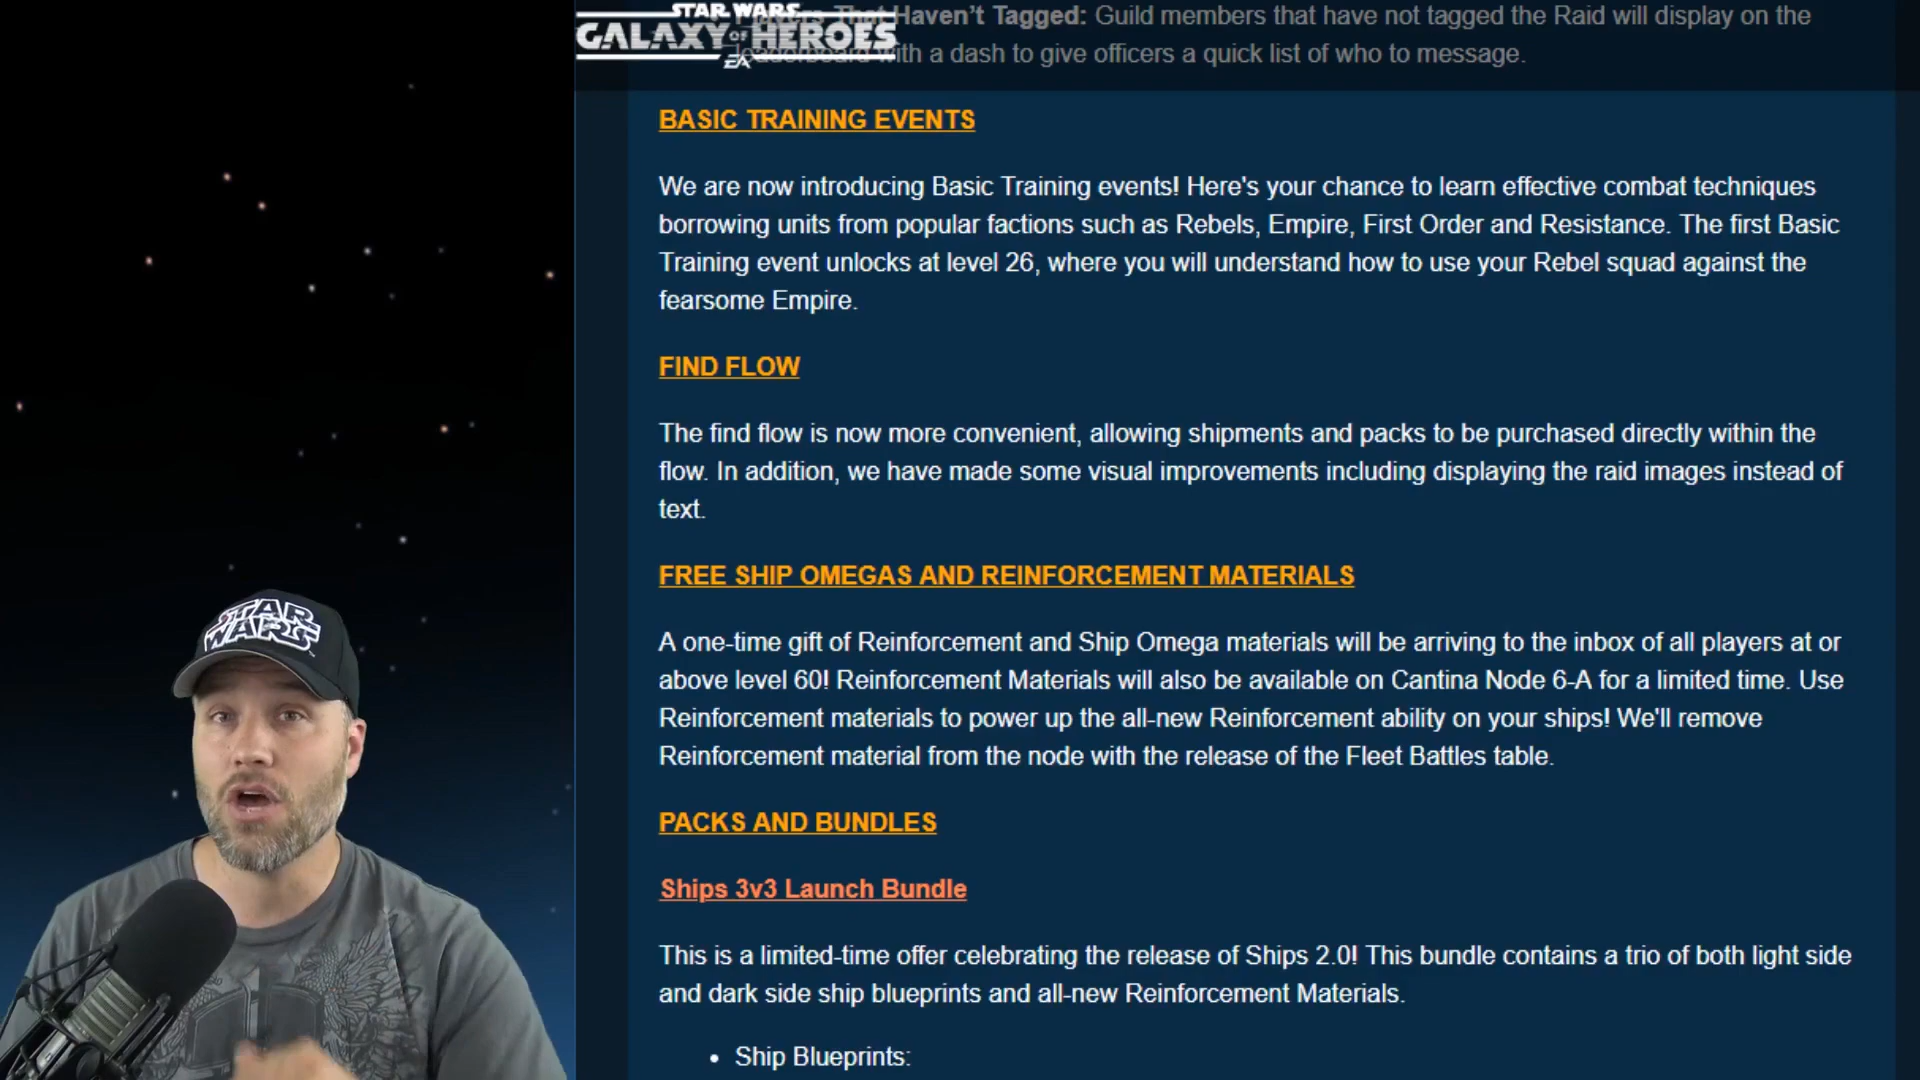 STAR WARS
GALAXY OF HEROES
EA
Players That Haven't Tagged: Guild members that have not tagged the Raid will display on the
leaderboard with a dash to give officers a quick list of who to message.
BASIC TRAINING EVENTS
We are now introducing Basic Training events! Here's your chance to learn effective combat techniques
borrowing units from popular factions such as Rebels, Empire, First Order and Resistance. The first Basic
Training event unlocks at level 26, where you will understand how to use your Rebel squad against the
fearsome Empire.
FIND FLOW
The find flow is now more convenient, allowing shipments and packs to be purchased directly within the
flow. In addition, we have made some visual improvements including displaying the raid images instead of
text.
FREE SHIP OMEGAS AND REINFORCEMENT MATERIALS
A one-time gift of Reinforcement and Ship Omega materials will be arriving to the inbox of all players at or
above level 60! Reinforcement Materials will also be available on Cantina Node 6-A for a limited time. Use
Reinforcement materials to power up the all-new Reinforcement ability on your ships! We'll remove
Reinforcement material from the node with the release of the Fleet Battles table.
PACKS AND BUNDLES
Ships 3v3 Launch Bundle
This is a limited-time offer celebrating the release of Ships 2.0! This bundle contains a trio of both light side
and dark side ship blueprints and all-new Reinforcement Materials.
• Ship Blueprints:
STAR
WARS